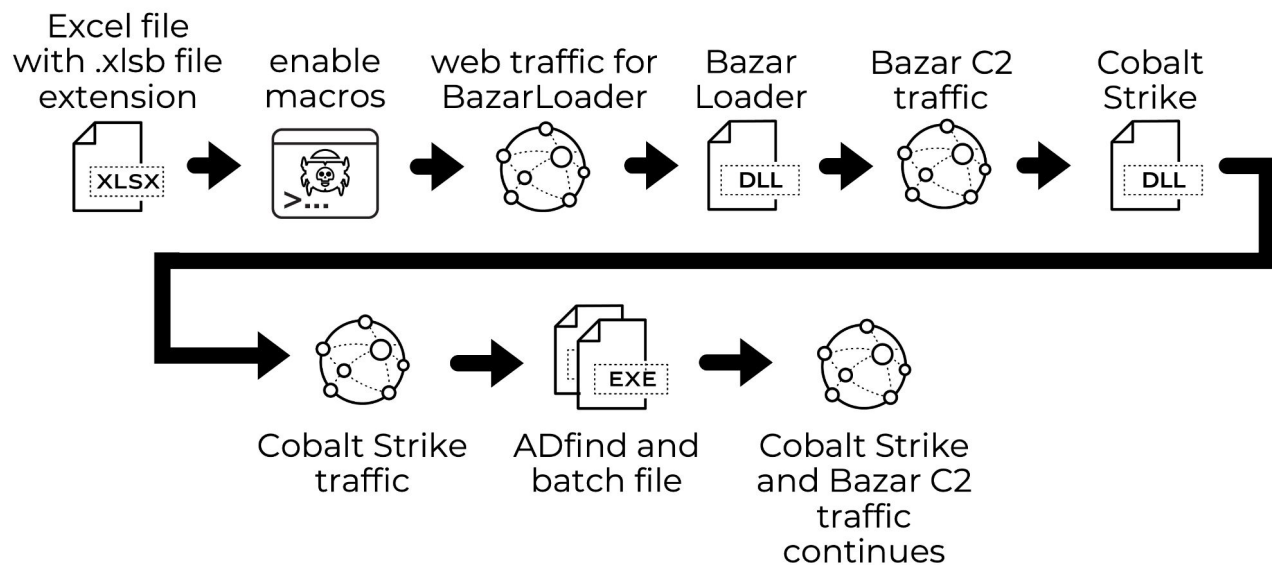 Excel file
with .xlsb file
extension
XLSX
enable
macros
>...
web traffic for
BazarLoader
Bazar
Loader
DLL
Bazar C2
traffic
Cobalt
Strike
DLL
Cobalt Strike
traffic
EXE
ADfind and
batch file
Cobalt Strike
and Bazar C2
traffic
continues